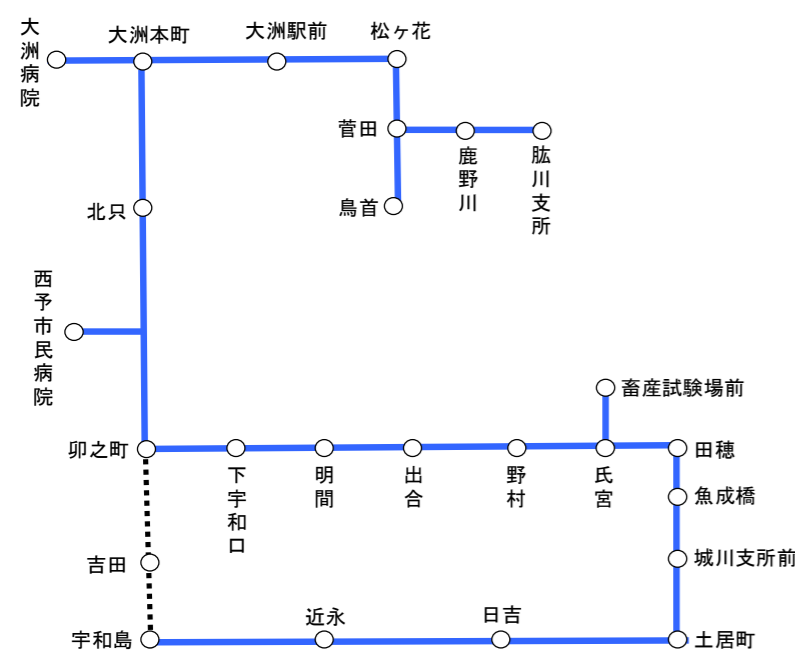 大洲病院
大洲本町
大洲駅前
松ヶ花
菅田
鹿野川
肱川支所
鳥首
北只
西予市民病院
畜産試験場前
卯之町
下宇和口
明間
出合
野村
氏宮
田穂
魚成橋
城川支所前
吉田
宇和島
近永
日吉
土居町